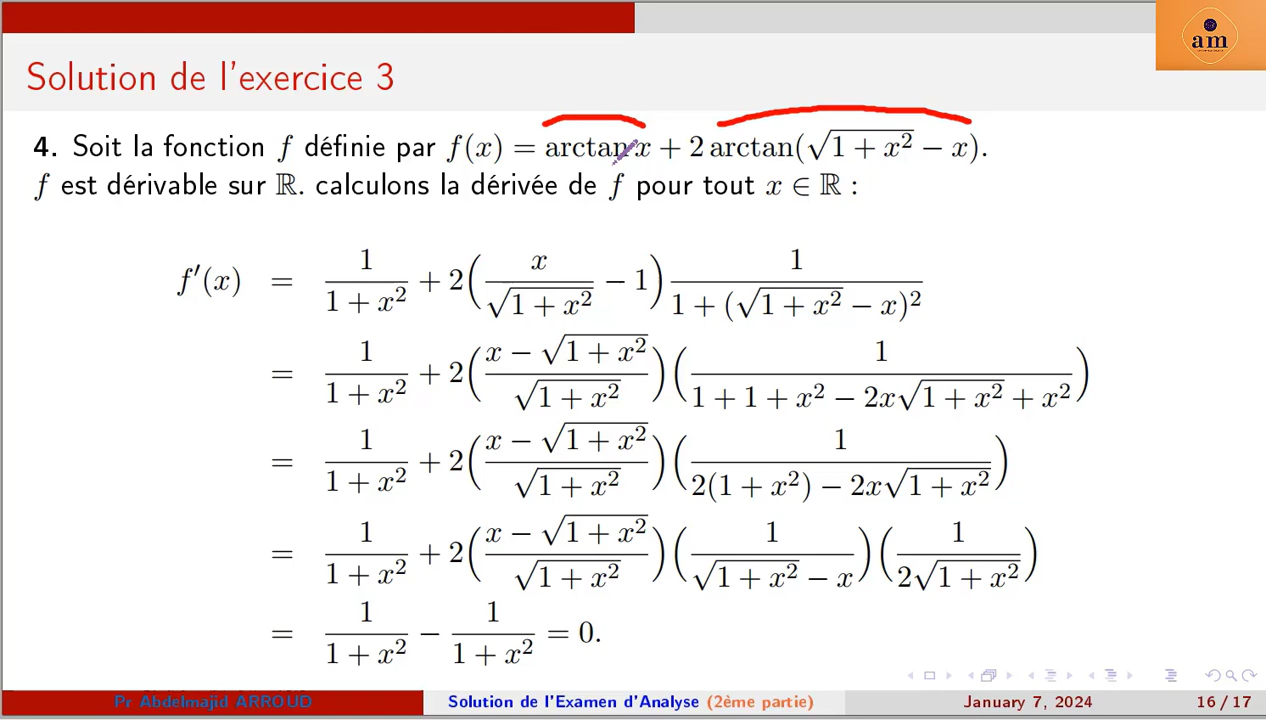 am
Solution de l'exercice 3
4. Soit la fonction f définie par f(x) = arctan x + 2 arctan(√(1 + x²) − x).
f est dérivable sur ℝ. calculons la dérivée de f pour tout x ∈ ℝ :
f′(x) = 1/(1 + x²) + 2(x/√(1 + x²) − 1) 1/(1 + (√(1 + x²) − x)²)
= 1/(1 + x²) + 2((x − √(1 + x²))/√(1 + x²))(1/(1 + 1 + x² − 2x√(1 + x²) + x²))
= 1/(1 + x²) + 2((x − √(1 + x²))/√(1 + x²))(1/(2(1 + x²) − 2x√(1 + x²)))
= 1/(1 + x²) + 2((x − √(1 + x²))/√(1 + x²))(1/(√(1 + x²) − x))(1/(2√(1 + x²)))
= 1/(1 + x²) − 1/(1 + x²) = 0.
Pr Abdelmajid ARROUD Solution de l'Examen d'Analyse (2ème partie) January 7, 2024 16 / 17